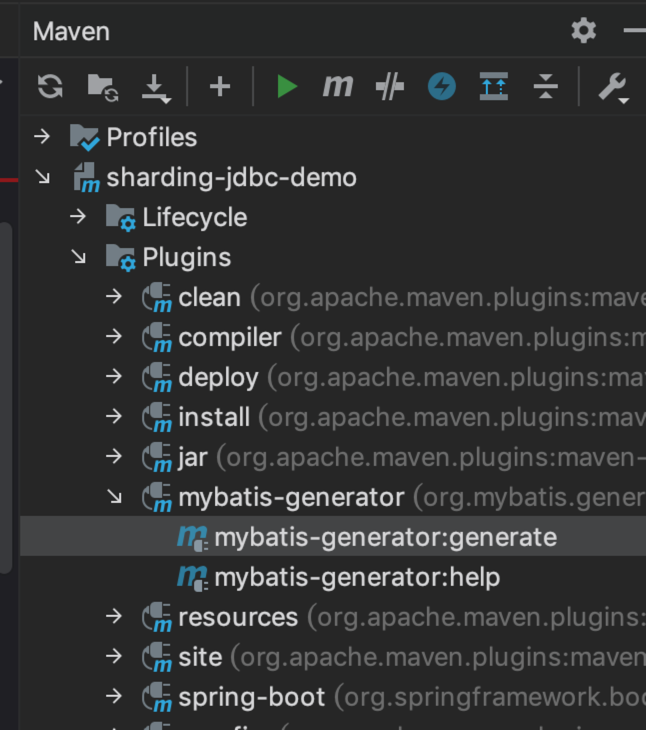 Maven
Profiles
sharding-jdbc-demo
Lifecycle
Plugins
clean (org.apache.maven.plugins:mave
compiler (org.apache.maven.plugins:m
deploy (org.apache.maven.plugins:ma
install (org.apache.maven.plugins:mav
jar (org.apache.maven.plugins:maven-
mybatis-generator (org.mybatis.gener
mybatis-generator:generate
mybatis-generator:help
resources (org.apache.maven.plugins:
site (org.apache.maven.plugins:maven
spring-boot (org.springframework.boo